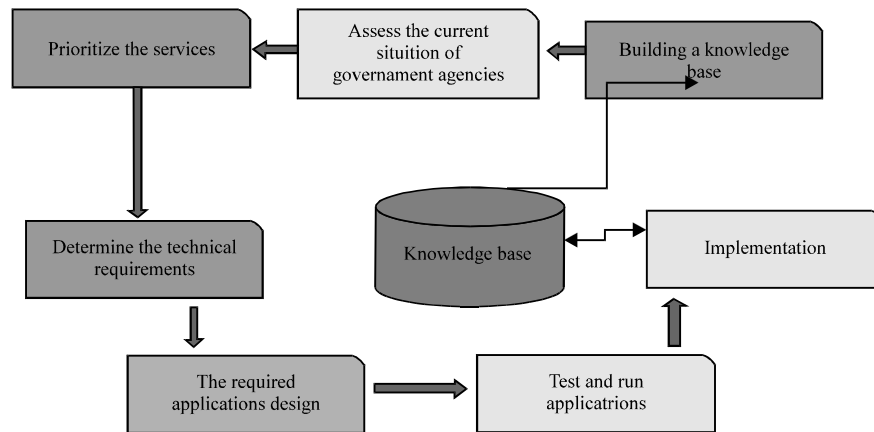 Prioritize the services
Assess the current
situition of
governament agencies
Building a knowledge
base
Determine the technical
requirements
Knowledge base
Implementation
The required
applications design
Test and run
applicatrions